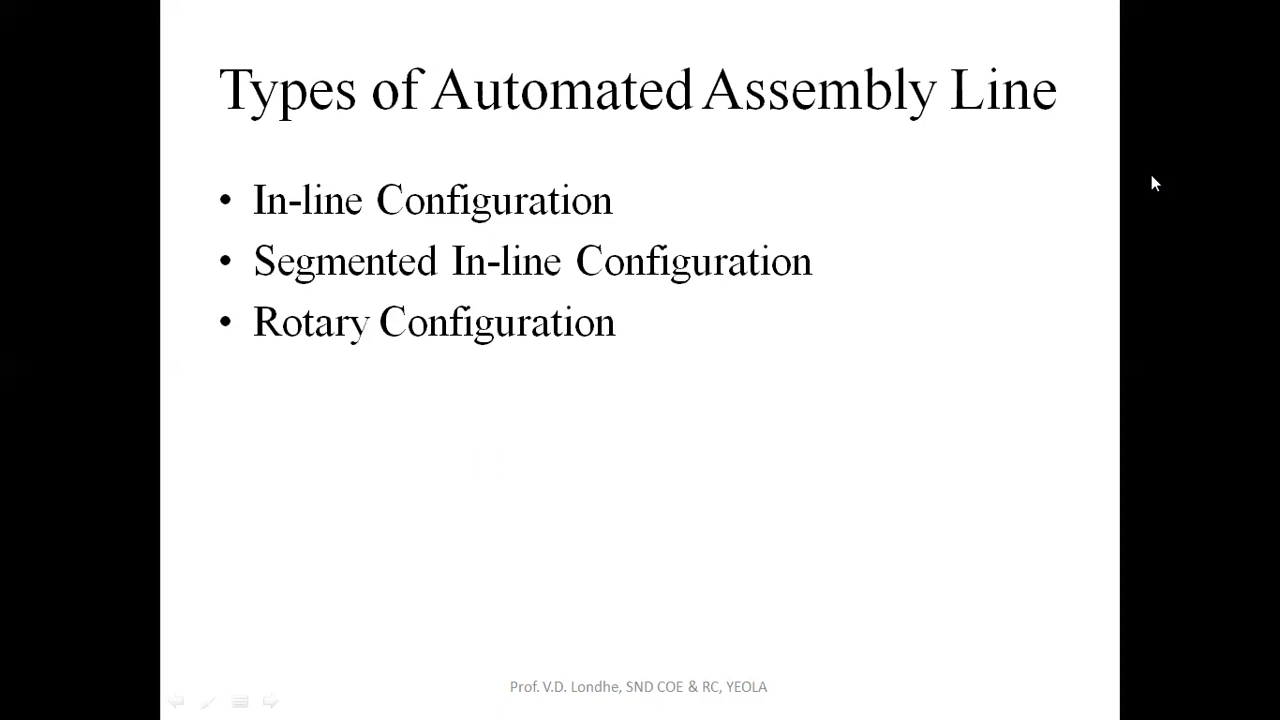 Types of Automated Assembly Line
• In-line Configuration
• Segmented In-line Configuration
• Rotary Configuration
Prof. V.D. Londhe, SND COE & RC, YEOLA